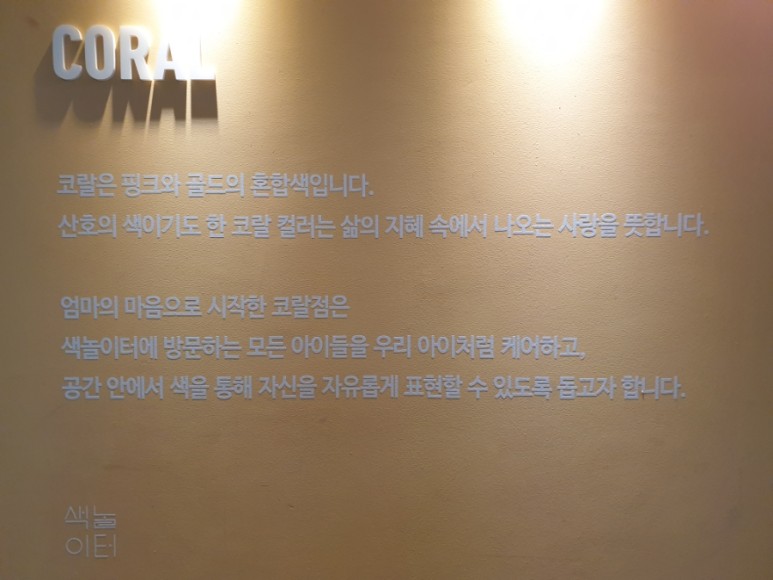 CORAL
코랄은 핑크와 골드의 혼합색입니다.
산호의 색이기도 한 코랄 컬러는 삶의 지혜 속에서 나오는 사랑을 뜻합니다.
엄마의 마음으로 시작한 코랄점은
색놀이터에 방문하는 모든 아이들을 우리 아이처럼 케어하고,
공간 안에서 색을 통해 자신을 자유롭게 표현할 수 있도록 돕고자 합니다.
색놀
이터